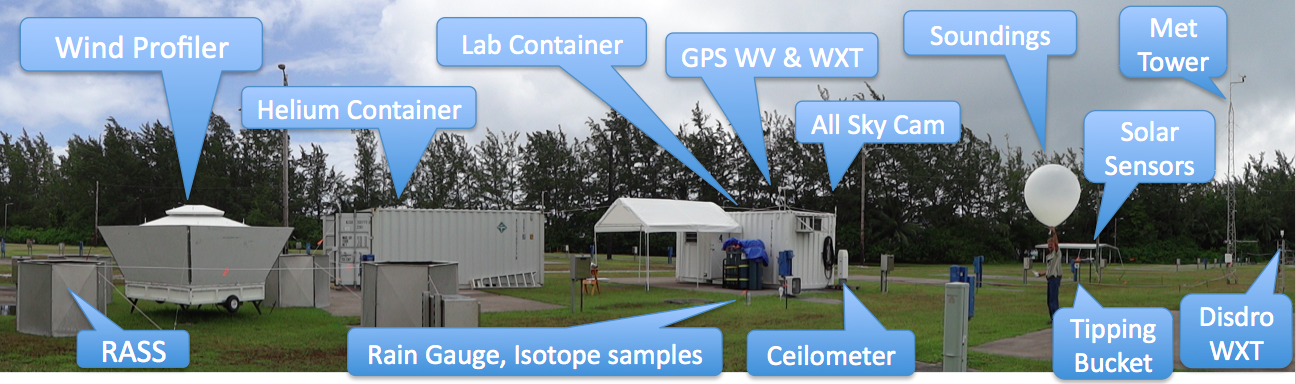 Wind Profiler
Helium Container
Lab Container
GPS WV & WXT
All Sky Cam
Soundings
Met
Tower
Solar
Sensors
RASS
Rain Gauge, Isotope samples
Ceilometer
Tipping
Bucket
Disdro
WXT